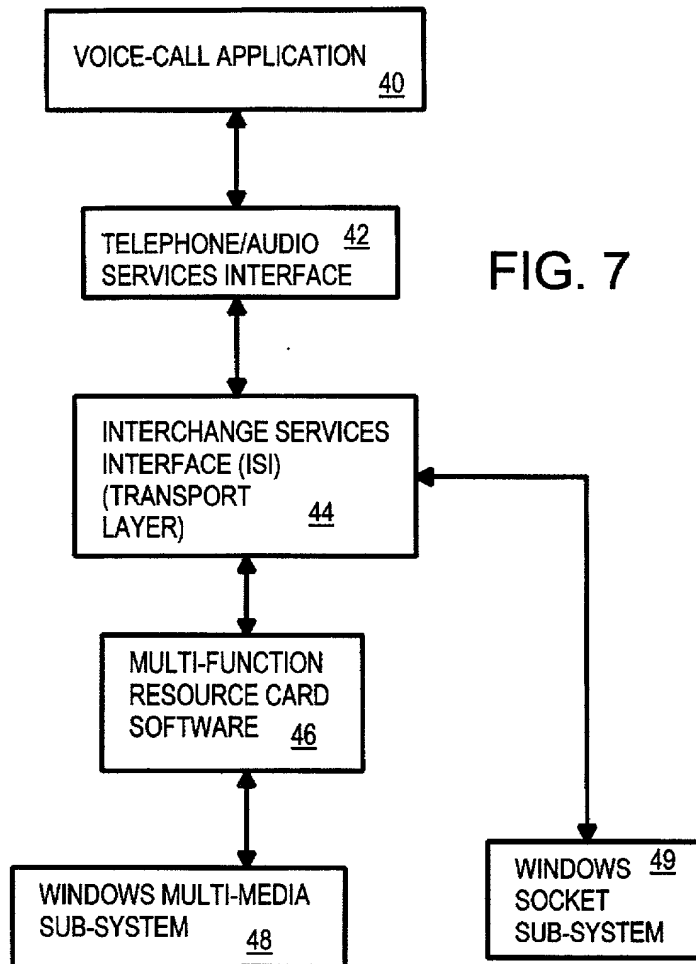 VOICE-CALL APPLICATION
40
TELEPHONE/AUDIO 42
SERVICES INTERFACE
FIG. 7
INTERCHANGE SERVICES
INTERFACE (ISI)
(TRANSPORT
LAYER) 44
MULTI-FUNCTION
RESOURCE CARD
SOFTWARE 46
WINDOWS MULTI-MEDIA
SUB-SYSTEM 48
WINDOWS 49
SOCKET
SUB-SYSTEM